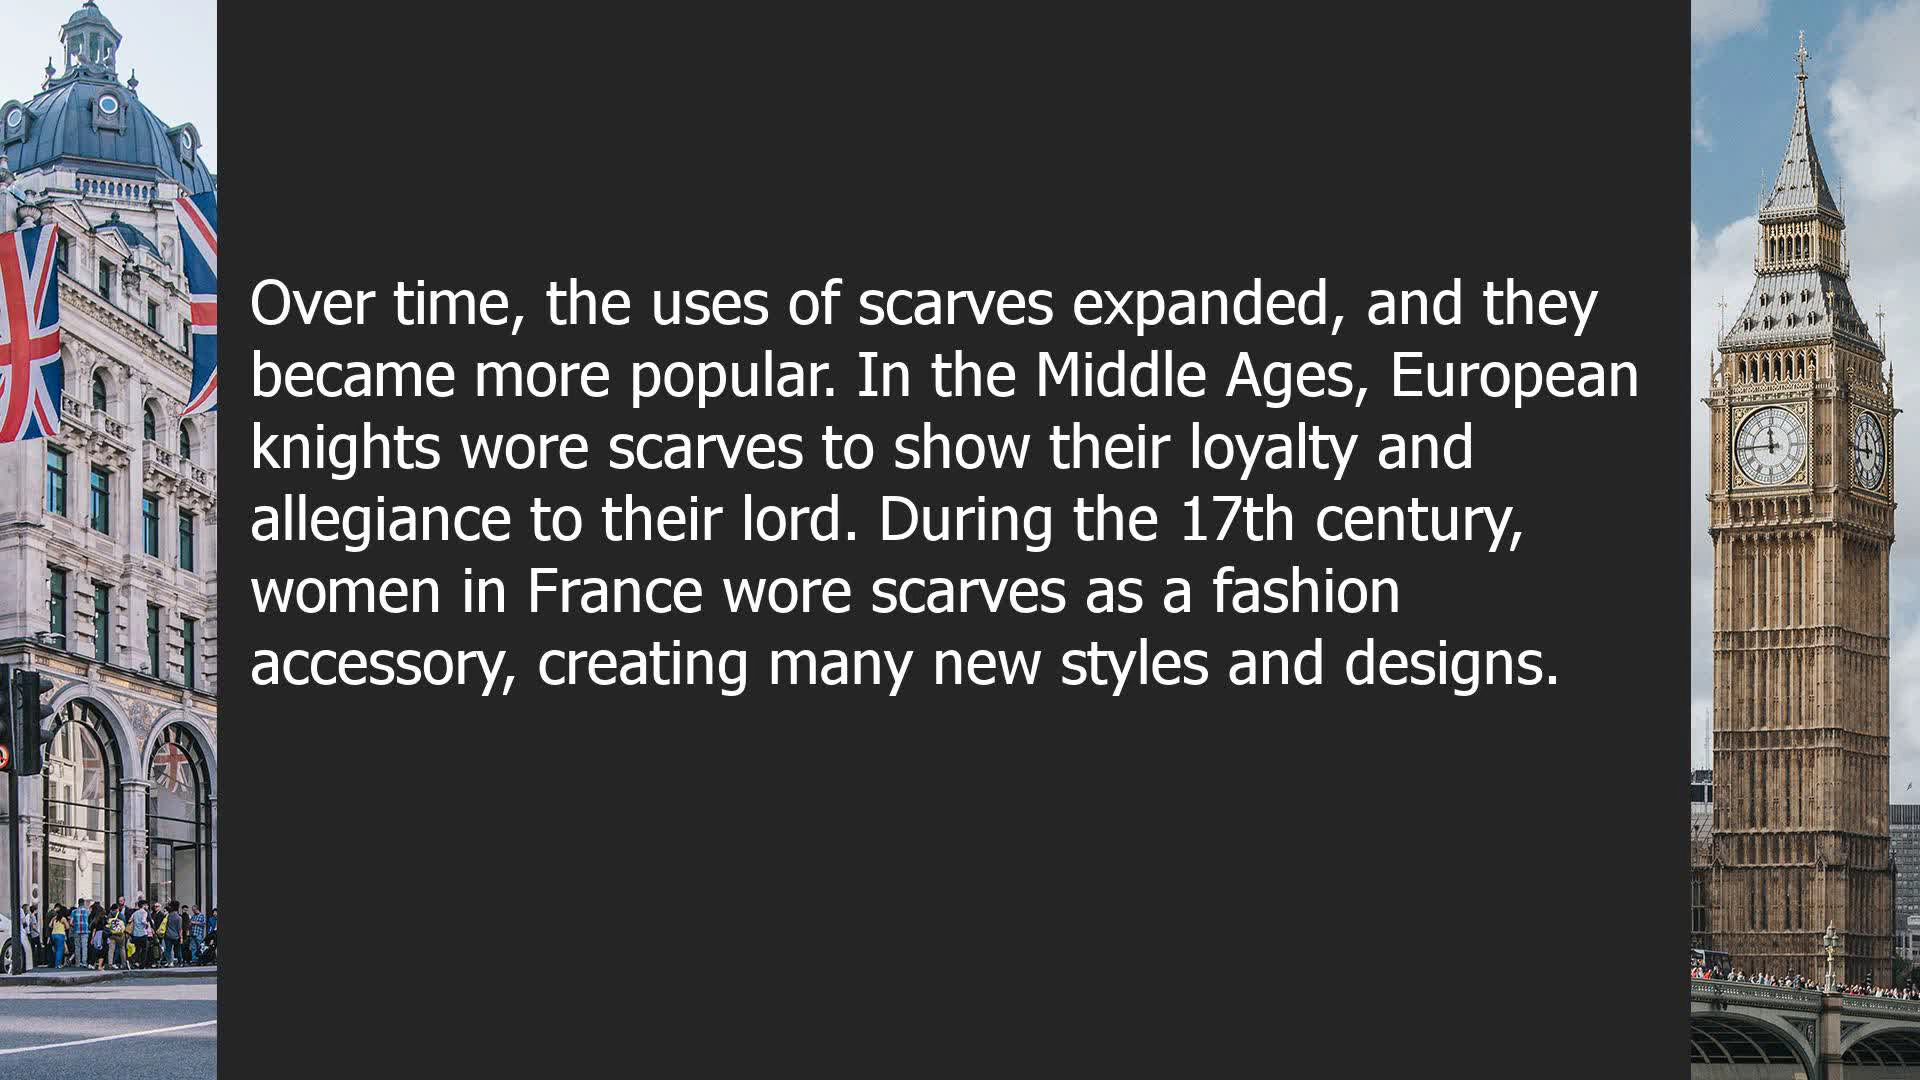 Over time, the uses of scarves expanded, and they
became more popular. In the Middle Ages, European
knights wore scarves to show their loyalty and
allegiance to their lord. During the 17th century,
women in France wore scarves as a fashion
accessory, creating many new styles and designs.